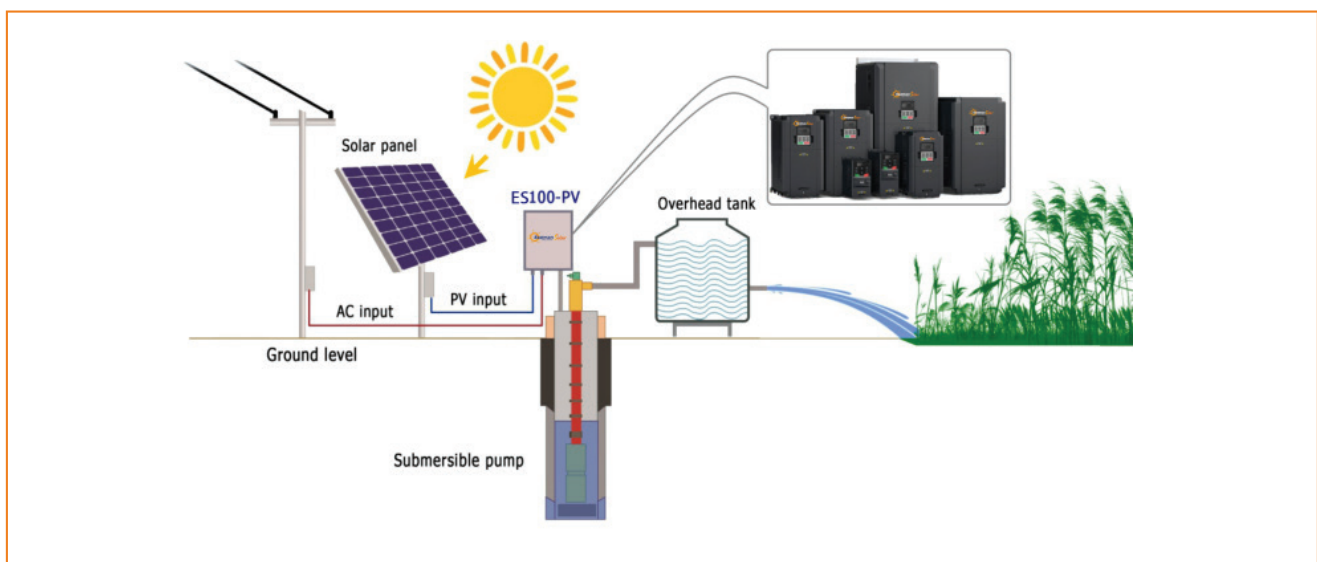 Solar panel
ES100-PV
Overhead tank
PV input
AC input
Ground level
Submersible pump